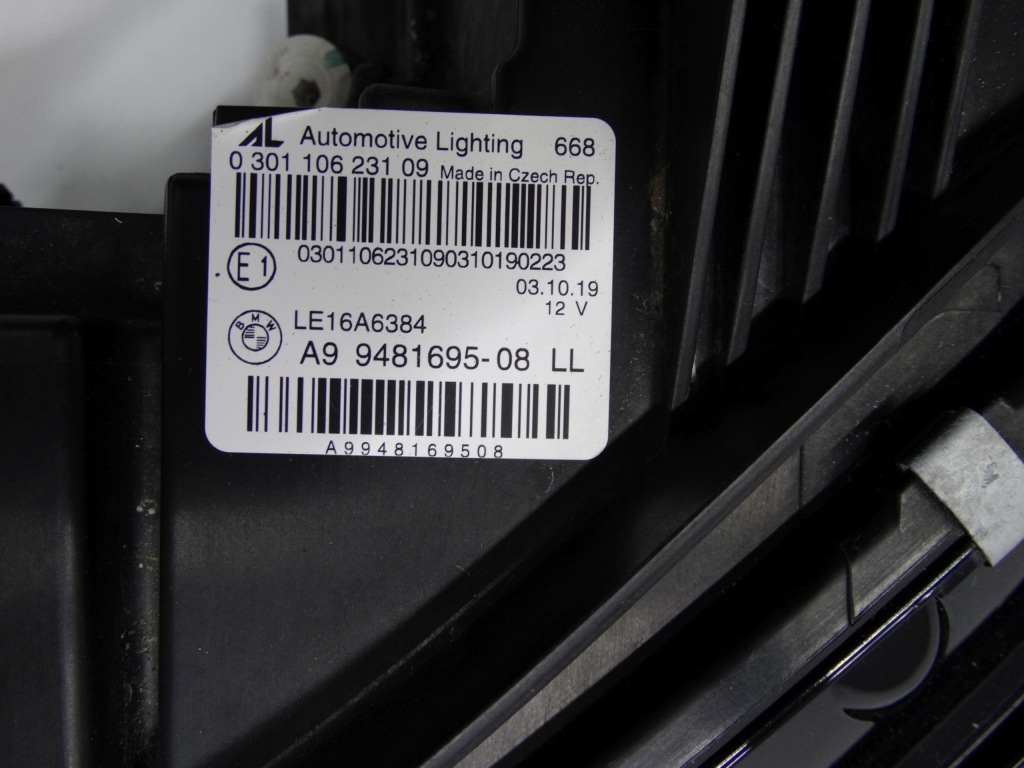 AL Automotive Lighting 668
0 301 106 231 09 Made in Czech Rep.
0301106231090310190223
E1
03.10.19
12 V
BMW
LE16A6384
A9 9481695-08 LL
A9948169508